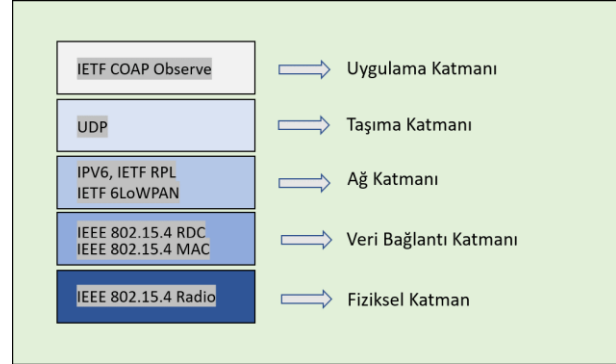 IETF COAP Observe
Uygulama Katmanı
UDP
Taşıma Katmanı
IPV6, IETF RPL
IETF 6LoWPAN
Ağ Katmanı
IEEE 802.15.4 RDC
IEEE 802.15.4 MAC
Veri Bağlantı Katmanı
IEEE 802.15.4 Radio
Fiziksel Katman